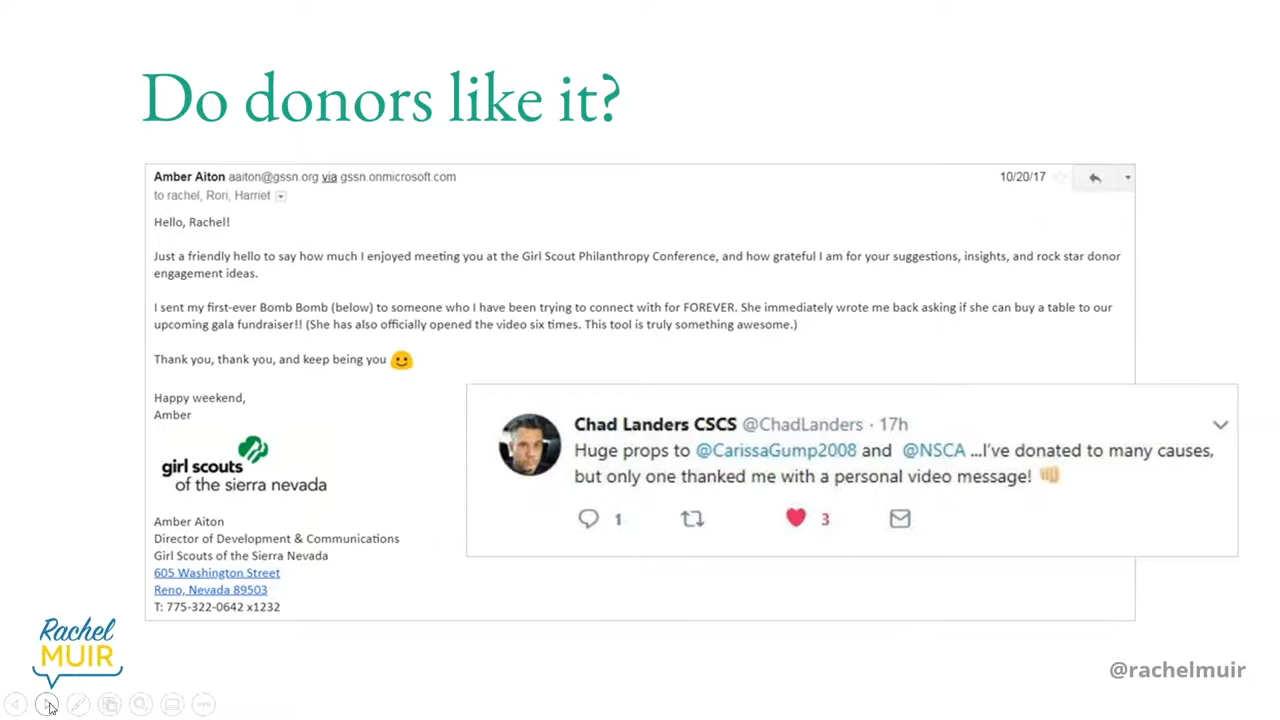 Do donors like it?
Amber Aiton aaiton@gssn.org via gssn.onmicrosoft.com
10/20/17
to rachel, Rori, Harriet
Hello, Rachel!
Just a friendly hello to say how much I enjoyed meeting you at the Girl Scout Philanthropy Conference, and how grateful I am for your suggestions, insights, and rock star donor
engagement ideas.
I sent my first-ever Bomb Bomb (below) to someone who I have been trying to connect with for FOREVER. She immediately wrote me back asking if she can buy a table to our
upcoming gala fundraiser!! (She has also officially opened the video six times. This tool is truly something awesome.)
Thank you, thank you, and keep being you
Happy weekend,
Amber
girl scouts
of the sierra nevada
Amber Aiton
Director of Development & Communications
Girl Scouts of the Sierra Nevada
605 Washington Street
Reno, Nevada 89503
T: 775-322-0642 x1232
Chad Landers CSCS @ChadLanders · 17h
Huge props to @CarissaGump2008 and @NSCA ...I've donated to many causes,
but only one thanked me with a personal video message! 👊🏼
1
3
Rachel
MUIR
@rachelmuir